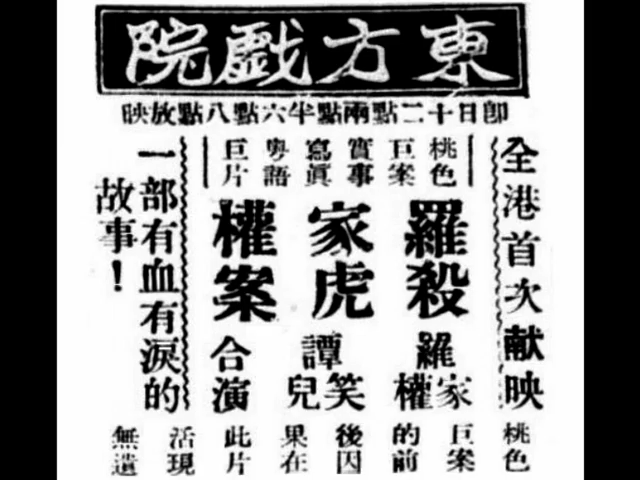 東方戲院
即日十二點兩點半六點八點放映
全港首次献映
桃色巨案實事寫眞粵語巨片
羅家權
殺虎案
羅家權
譚笑兒
合演
一部有血有淚的
故事！
桃色巨案的前後因果在此片活現無遺